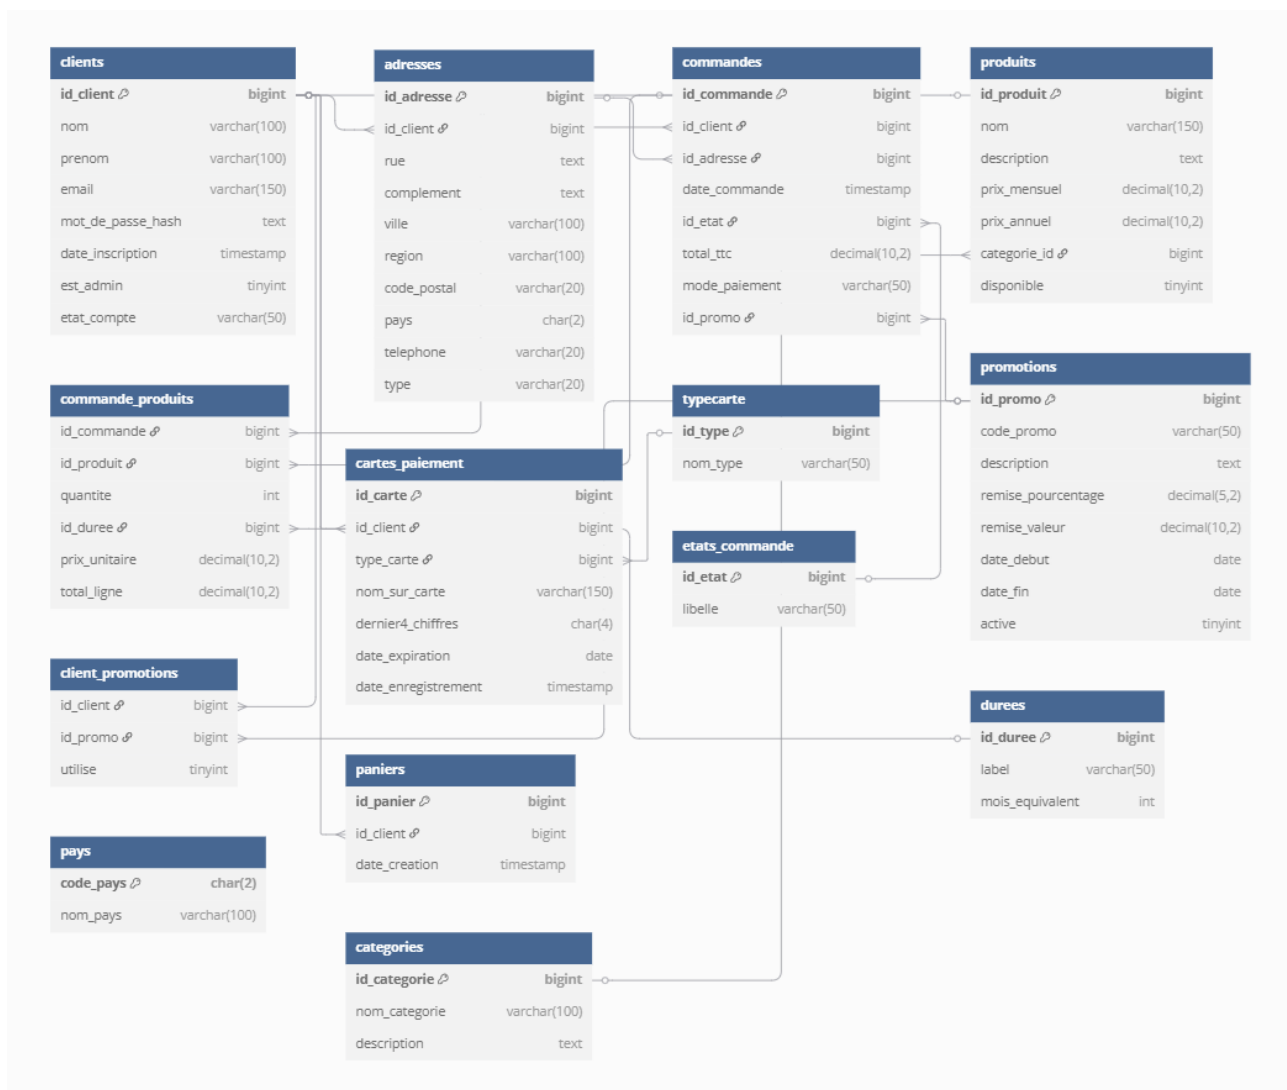 clients
id_client bigint
nom varchar(100)
prenom varchar(100)
email varchar(150)
mot_de_passe_hash text
date_inscription timestamp
est_admin tinyint
etat_compte varchar(50)
adresses
id_adresse bigint
id_client bigint
rue text
complement text
ville varchar(100)
region varchar(100)
code_postal varchar(20)
pays char(2)
telephone varchar(20)
type varchar(20)
commandes
id_commande bigint
id_client bigint
id_adresse bigint
date_commande timestamp
id_etat bigint
total_ttc decimal(10,2)
mode_paiement varchar(50)
id_promo bigint
produits
id_produit bigint
nom varchar(150)
description text
prix_mensuel decimal(10,2)
prix_annuel decimal(10,2)
categorie_id bigint
disponible tinyint
commande_produits
id_commande bigint
id_produit bigint
quantite int
id_duree bigint
prix_unitaire decimal(10,2)
total_ligne decimal(10,2)
cartes_paiement
id_carte bigint
id_client bigint
type_carte bigint
nom_sur_carte varchar(150)
dernier4_chiffres char(4)
date_expiration date
date_enregistrement timestamp
typecarte
id_type bigint
nom_type varchar(50)
etats_commande
id_etat bigint
libelle varchar(50)
promotions
id_promo bigint
code_promo varchar(50)
description text
remise_pourcentage decimal(5,2)
remise_valeur decimal(10,2)
date_debut date
date_fin date
active tinyint
client_promotions
id_client bigint
id_promo bigint
utilise tinyint
paniers
id_panier bigint
id_client bigint
date_creation timestamp
durees
id_duree bigint
label varchar(50)
mois_equivalent int
pays
code_pays char(2)
nom_pays varchar(100)
categories
id_categorie bigint
nom_categorie varchar(100)
description text